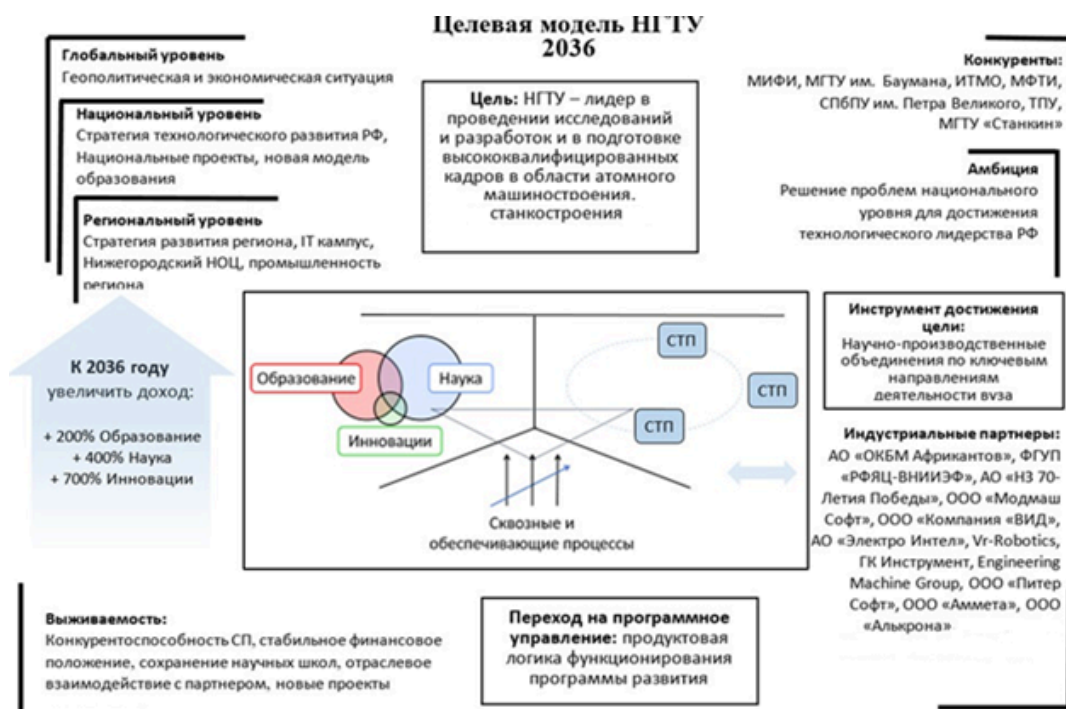 Целевая модель НГТУ
2036
Глобальный уровень
Геополитическая и экономическая ситуация
Национальный уровень
Стратегия технологического развития РФ,
Национальные проекты, новая модель
образования
Региональный уровень
Стратегия развития региона, IT кампус,
Нижегородский НОЦ, промышленность
региона
Цель: НГТУ – лидер в
проведении исследований
и разработок и в подготовке
высококвалифицированных
кадров в области атомного
машиностроения,
станкостроения
Конкуренты:
МИФИ, МГТУ им. Баумана, ИТМО, МФТИ,
СПбПУ им. Петра Великого, ТПУ,
МГТУ «Станкин»
Амбиция
Решение проблем национального
уровня для достижения
технологического лидерства РФ
К 2036 году
увеличить доход:
+ 200% Образование
+ 400% Наука
+ 700% Инновации
Образование
Наука
Инновации
СТП
СТП
СТП
Сквозные и
обеспечивающие процессы
Инструмент достижения
цели:
Научно-производственные
объединения по ключевым
направлениям
деятельности вуза
Индустриальные партнеры:
АО «ОКБМ Африкантов», ФГУП
«РФЯЦ-ВНИИЭФ», АО «НЗ 70-
Летия Победы», ООО «Модмаш
Софт», ООО «Компания «ВИД»,
АО «Электро Интел», Vr-Robotics,
ГК Инструмент, Engineering
Machine Group, ООО «Питер
Софт», ООО «Аммета», ООО
«Алькрона»
Выживаемость:
Конкурентоспособность СП, стабильное финансовое
положение, сохранение научных школ, отраслевое
взаимодействие с партнером, новые проекты
Переход на программное
управление: продуктовая
логика функционирования
программы развития